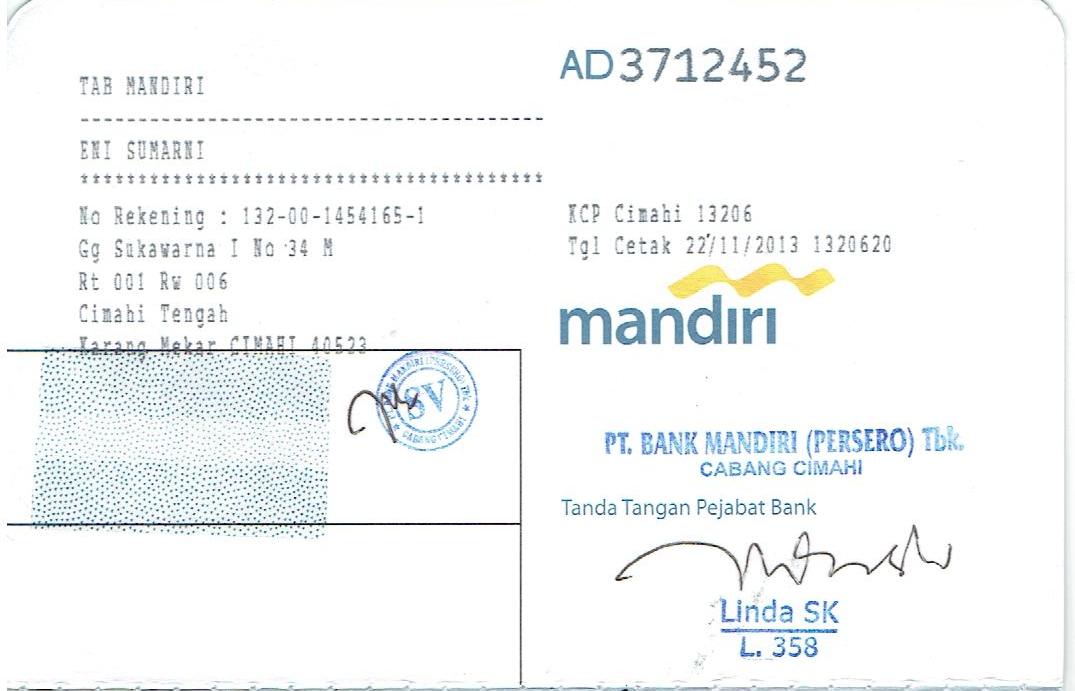 TAB MANDIRI
ENI SUMARNI
No Rekening : 132-00-1454165-1
Gg Sukawarna I No 34 M
Rt 001 Rw 006
Cimahi Tengah
Karang Mekar CIMAHI 40523
MANDIRI (PERSERO) Tbk
SV
CABANG CIMAHI
AD3712452
KCP Cimahi 13206
Tgl Cetak 22/11/2013 1320620
mandiri
PT. BANK MANDIRI (PERSERO) Tbk.
CABANG CIMAHI
Tanda Tangan Pejabat Bank
Linda SK
L. 358